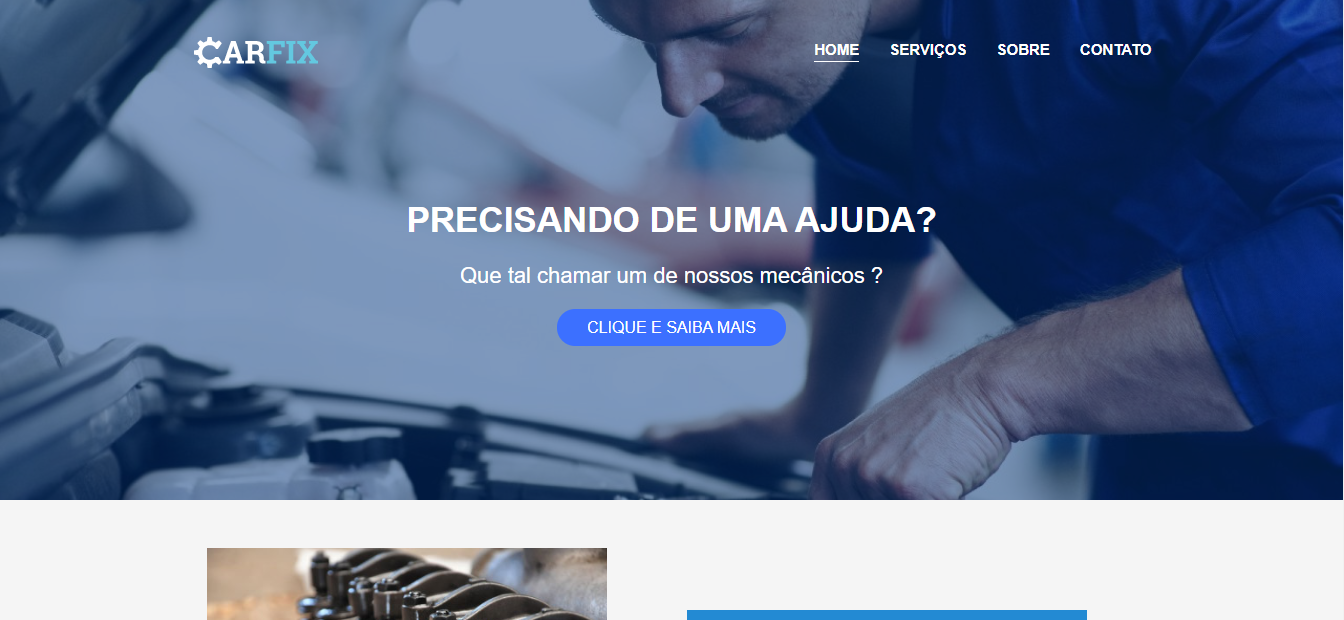 CARFIX
HOME SERVIÇOS SOBRE CONTATO
PRECISANDO DE UMA AJUDA?
Que tal chamar um de nossos mecânicos ?
CLIQUE E SAIBA MAIS